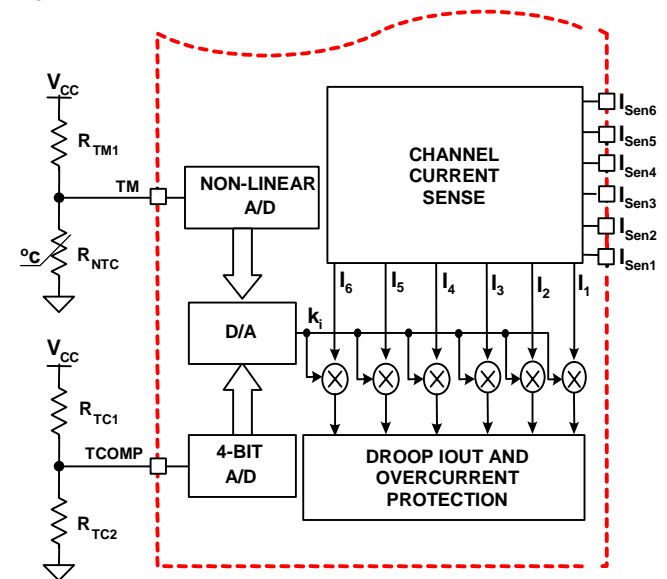 V_CC
R_TM1
TM
°c
R_NTC
NON-LINEAR
A/D
D/A
k_i
V_CC
R_TC1
TCOMP
R_TC2
4-BIT
A/D
CHANNEL
CURRENT
SENSE
I_Sen6
I_Sen5
I_Sen4
I_Sen3
I_Sen2
I_Sen1
I_6 I_5 I_4 I_3 I_2 I_1
DROOP IOUT AND
OVERCURRENT
PROTECTION